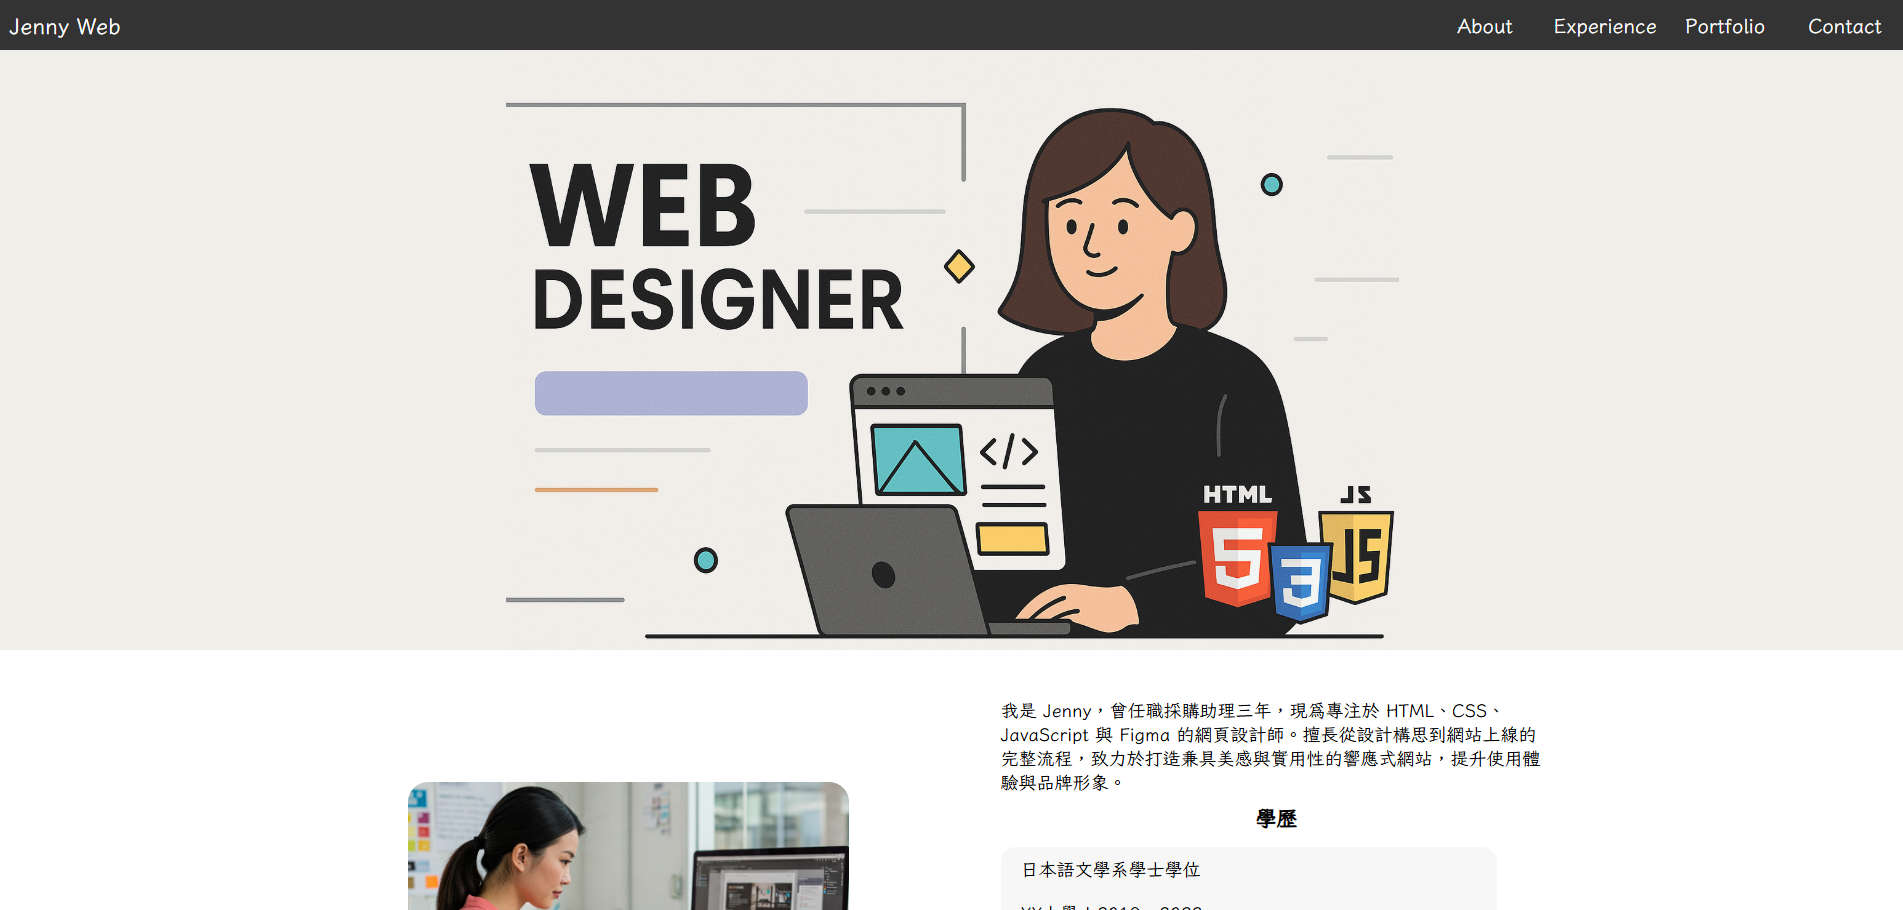 Jenny Web
About Experience Portfolio Contact
WEB
DESIGNER
</>
HTML
JS
5
3
JS
我是 Jenny，曾任職採購助理三年，現為專注於 HTML、CSS、
JavaScript 與 Figma 的網頁設計師。擅長從設計構思到網站上線的
完整流程，致力於打造兼具美感與實用性的響應式網站，提升使用體
驗與品牌形象。
學歷
日本語文學系學士學位